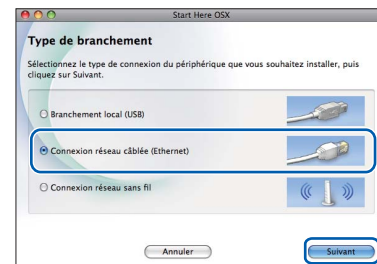 Start Here OSX
Type de branchement
Sélectionnez le type de connexion du périphérique que vous souhaitez installer, puis
cliquez sur Suivant.
Branchement local (USB)
Connexion réseau câblée (Ethernet)
Connexion réseau sans fil
Annuler
Suivant